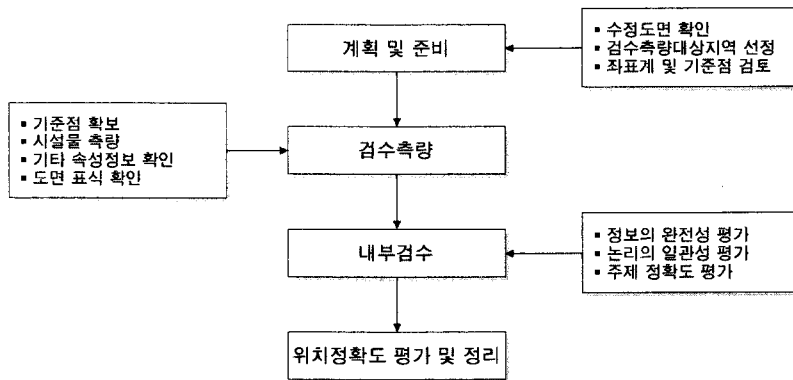 계획 및 준비
▪ 수정도면 확인
▪ 검수측량대상지역 선정
▪ 좌표계 및 기준점 검토
▪ 기준점 확보
▪ 시설물 측량
▪ 기타 속성정보 확인
▪ 도면 표식 확인
검수측량
내부검수
▪ 정보의 완전성 평가
▪ 논리의 일관성 평가
▪ 주제 정확도 평가
위치정확도 평가 및 정리